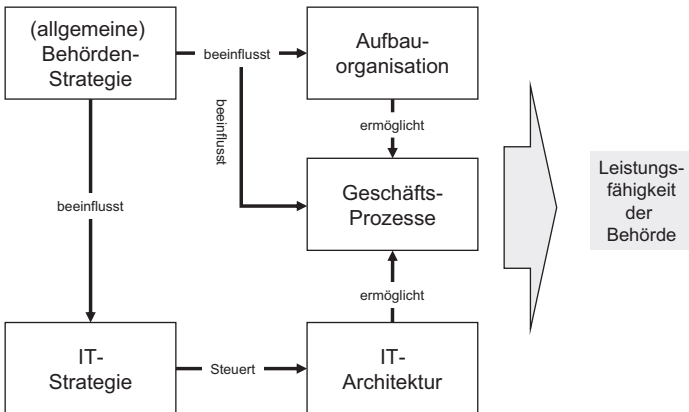 (allgemeine)
Behörden-
Strategie
beeinflusst
Aufbau-
organisation
beeinflusst
ermöglicht
beeinflusst
Geschäfts-
Prozesse
Leistungs-
fähigkeit
der
Behörde
ermöglicht
IT-
Strategie
Steuert
IT-
Architektur